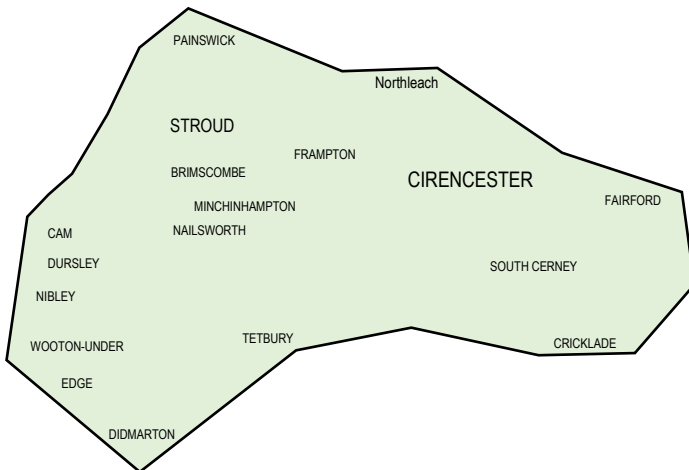 PAINSWICK
Northleach
STROUD
FRAMPTON
BRIMSCOMBE
CIRENCESTER
FAIRFORD
MINCHINHAMPTON
NAILSWORTH
CAM
DURSLEY
SOUTH CERNEY
NIBLEY
TETBURY
CRICKLADE
WOOTON-UNDER
EDGE
DIDMARTON